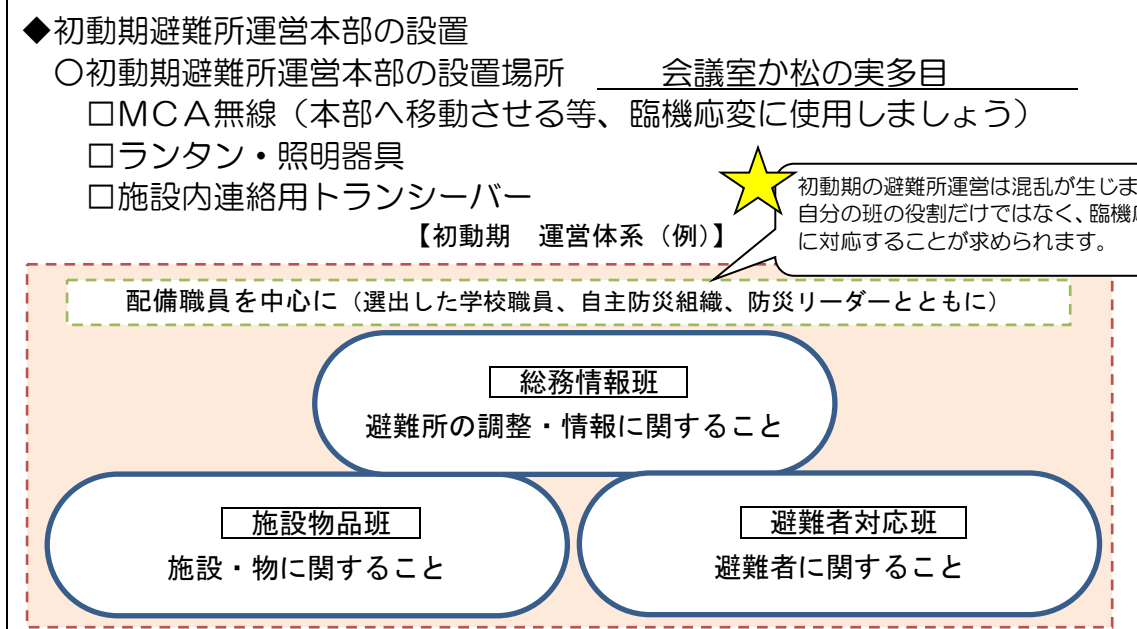 ◆初動期避難所運営本部の設置
〇初動期避難所運営本部の設置場所　会議室か松の実多目
□ＭＣＡ無線（本部へ移動させる等、臨機応変に使用しましょう）
□ランタン・照明器具
□施設内連絡用トランシーバー
初動期の避難所運営は混乱が生じま
自分の班の役割だけではなく、臨機
に対応することが求められます。
【初動期　運営体系（例）】
配備職員を中心に（選出した学校職員、自主防災組織、防災リーダーとともに）
総務情報班
避難所の調整・情報に関すること
施設物品班
施設・物に関すること
避難者対応班
避難者に関すること